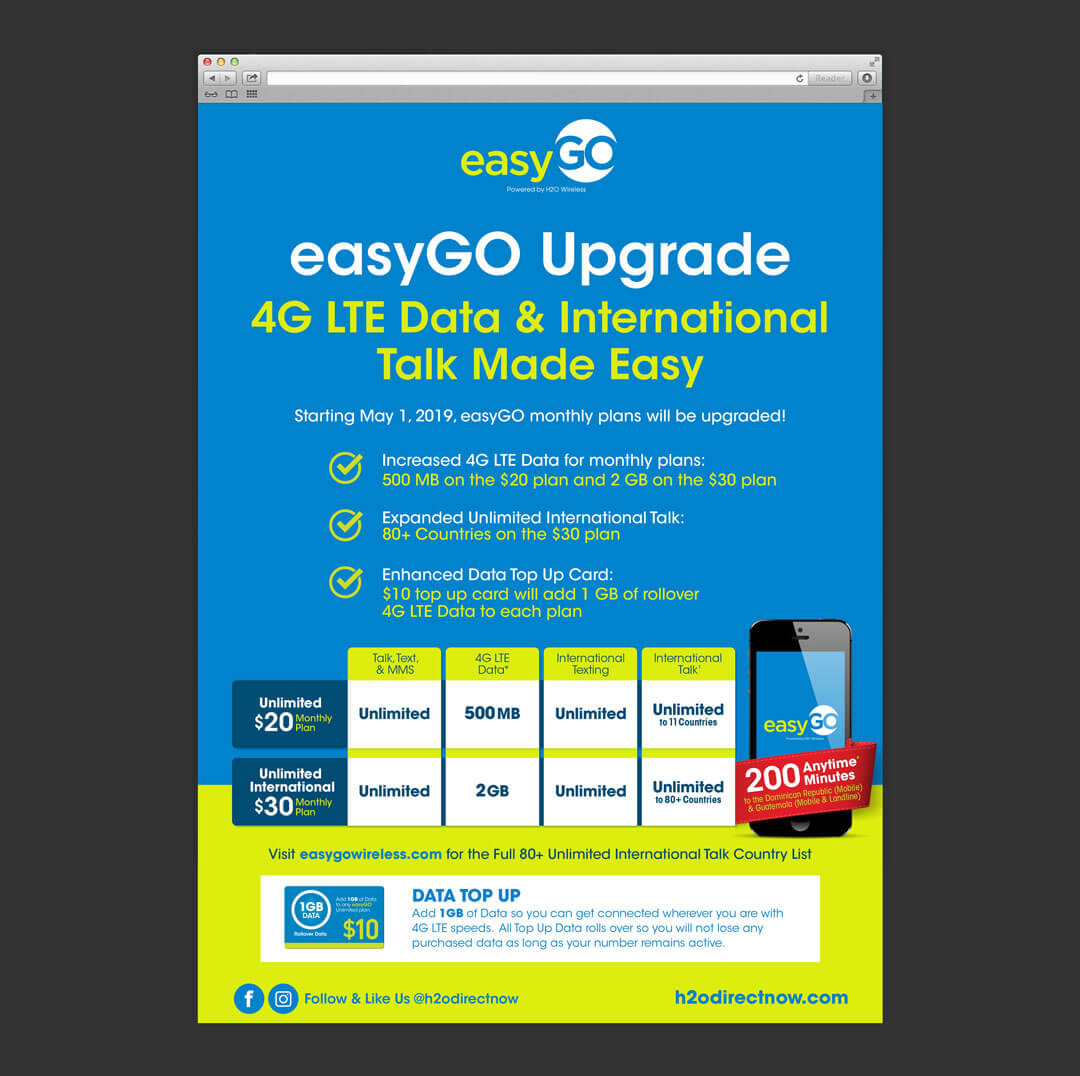 Reader
easyGO
Powered by H2O Wireless
easyGO Upgrade
4G LTE Data & International
Talk Made Easy
Starting May 1, 2019, easyGO monthly plans will be upgraded!
Increased 4G LTE Data for monthly plans:
500 MB on the $20 plan and 2 GB on the $30 plan
Expanded Unlimited International Talk:
80+ Countries on the $30 plan
Enhanced Data Top Up Card:
$10 top up card will add 1 GB of rollover
4G LTE Data to each plan
Talk, Text,
& MMS
4G LTE
Data*
International
Texting
International
Talk*
Unlimited
$20 Monthly
Plan
Unlimited
500 MB
Unlimited
Unlimited
to 11 Countries
Unlimited
International
$30 Monthly
Plan
Unlimited
2 GB
Unlimited
Unlimited
to 80+ Countries
easyGO
Powered by H2O Wireless
200 Anytime*
Minutes
to the Dominican Republic (Mobile)
& Guatemala (Mobile & Landline)
Visit easygowireless.com for the Full 80+ Unlimited International Talk Country List
1GB
DATA
Rollover Data
Add 1GB of Data
to any easyGO
Unlimited plan
$10
DATA TOP UP
Add 1GB of Data so you can get connected wherever you are with
4G LTE speeds. All Top Up Data rolls over so you will not lose any
purchased data as long as your number remains active.
Follow & Like Us @h2odirectnow
h2odirectnow.com